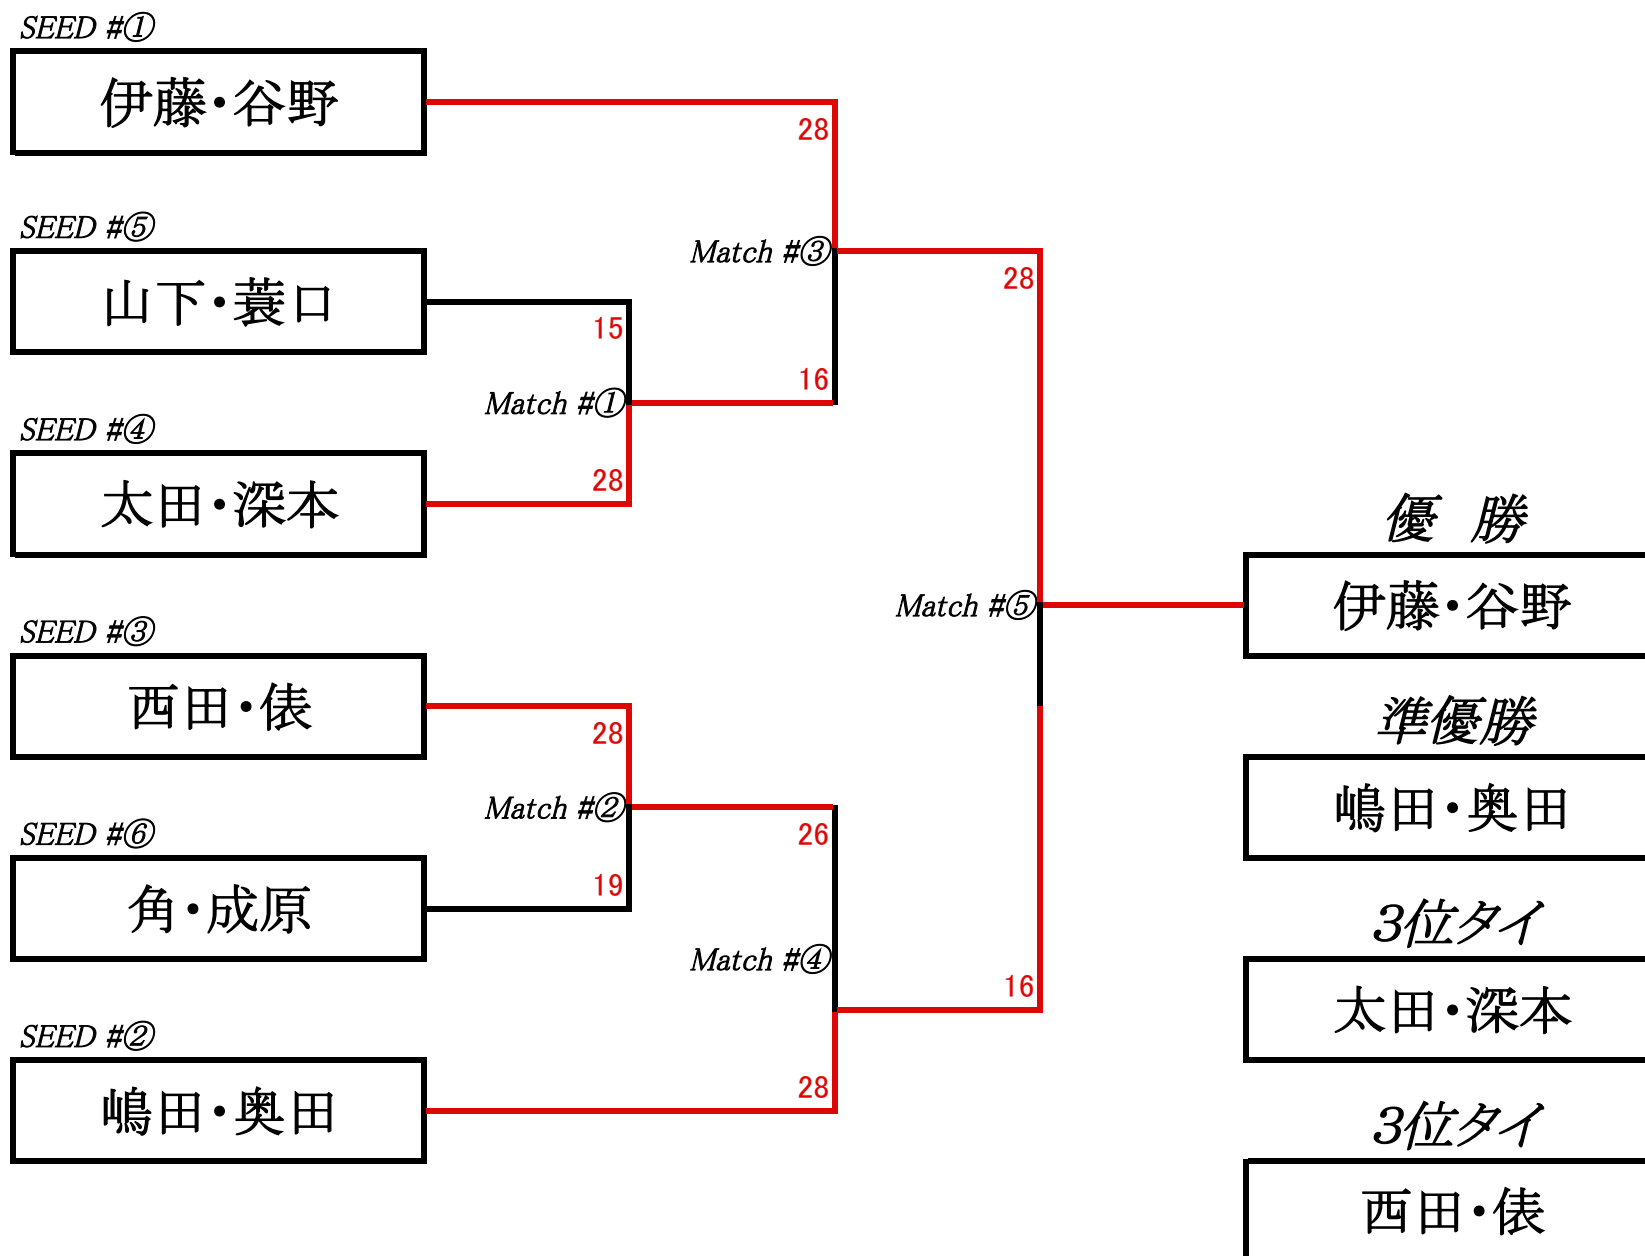 SEED #①
伊藤・谷野
28
SEED #⑤
山下・蓑口
Match #③
28
15
16
Match #①
SEED #④
28
太田・深本
優　勝
伊藤・谷野
Match #⑤
SEED #③
西田・俵
28
準優勝
嶋田・奥田
Match #②
SEED #⑥
26
19
角・成原
3位タイ
Match #④
16
太田・深本
SEED #②
28
嶋田・奥田
3位タイ
西田・俵